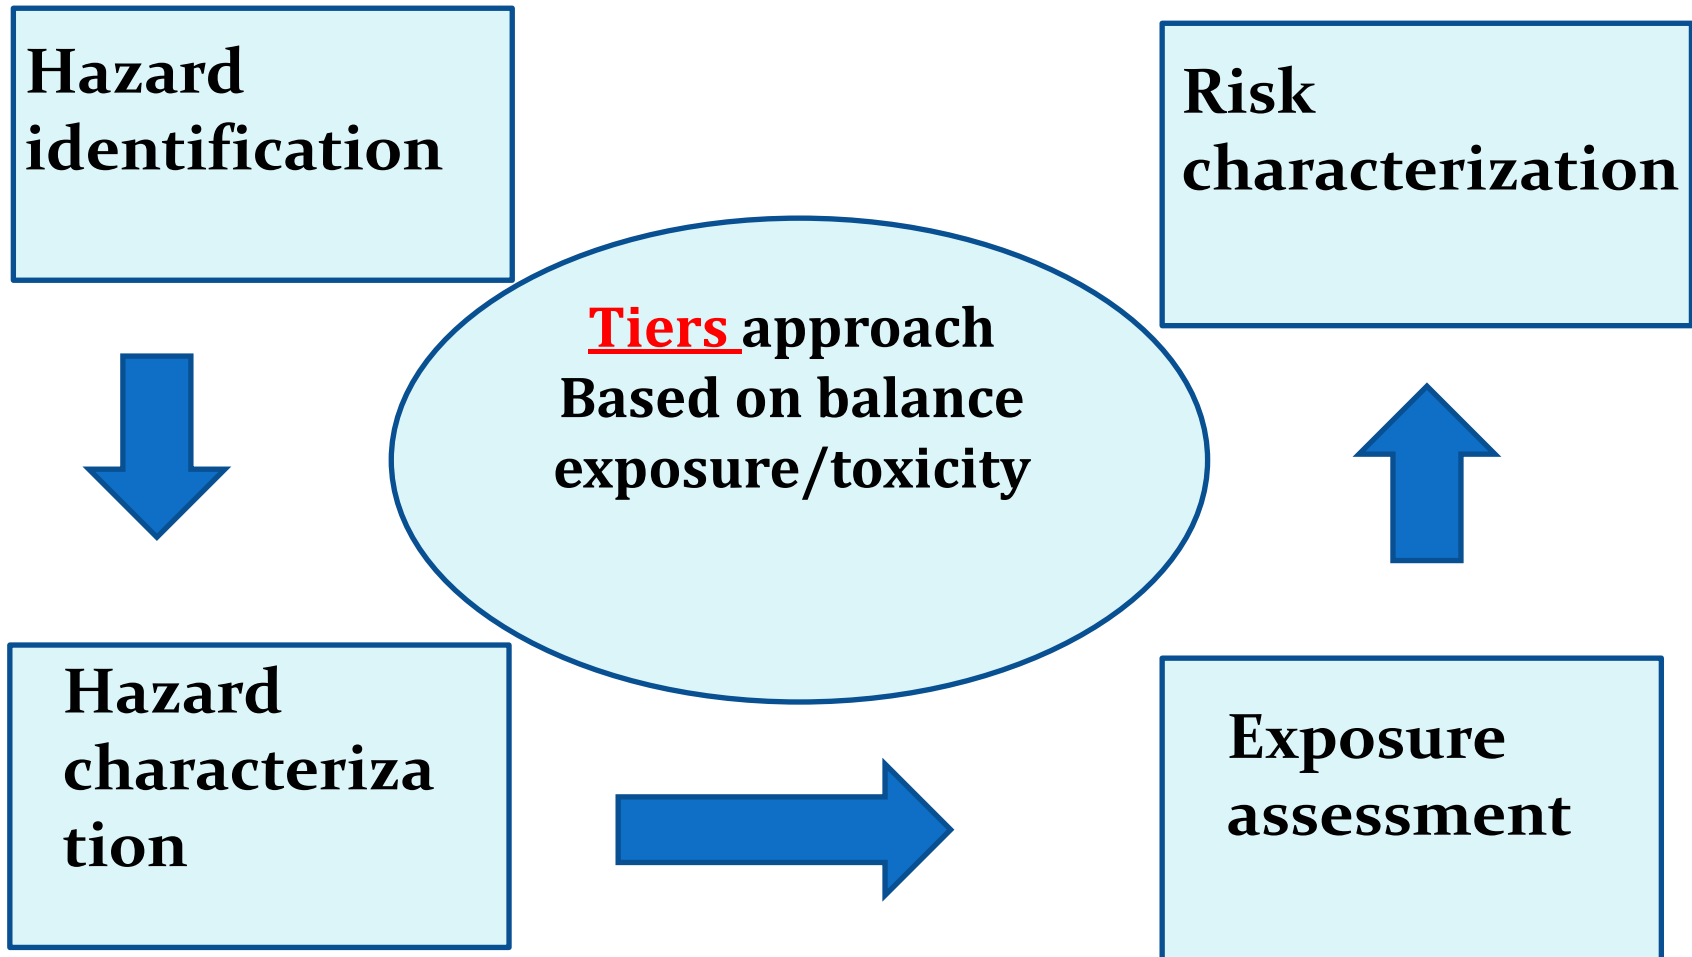 Hazard
identification
Risk
characterization
Tiers approach
Based on balance
exposure/toxicity
Hazard
characteriza
tion
Exposure
assessment